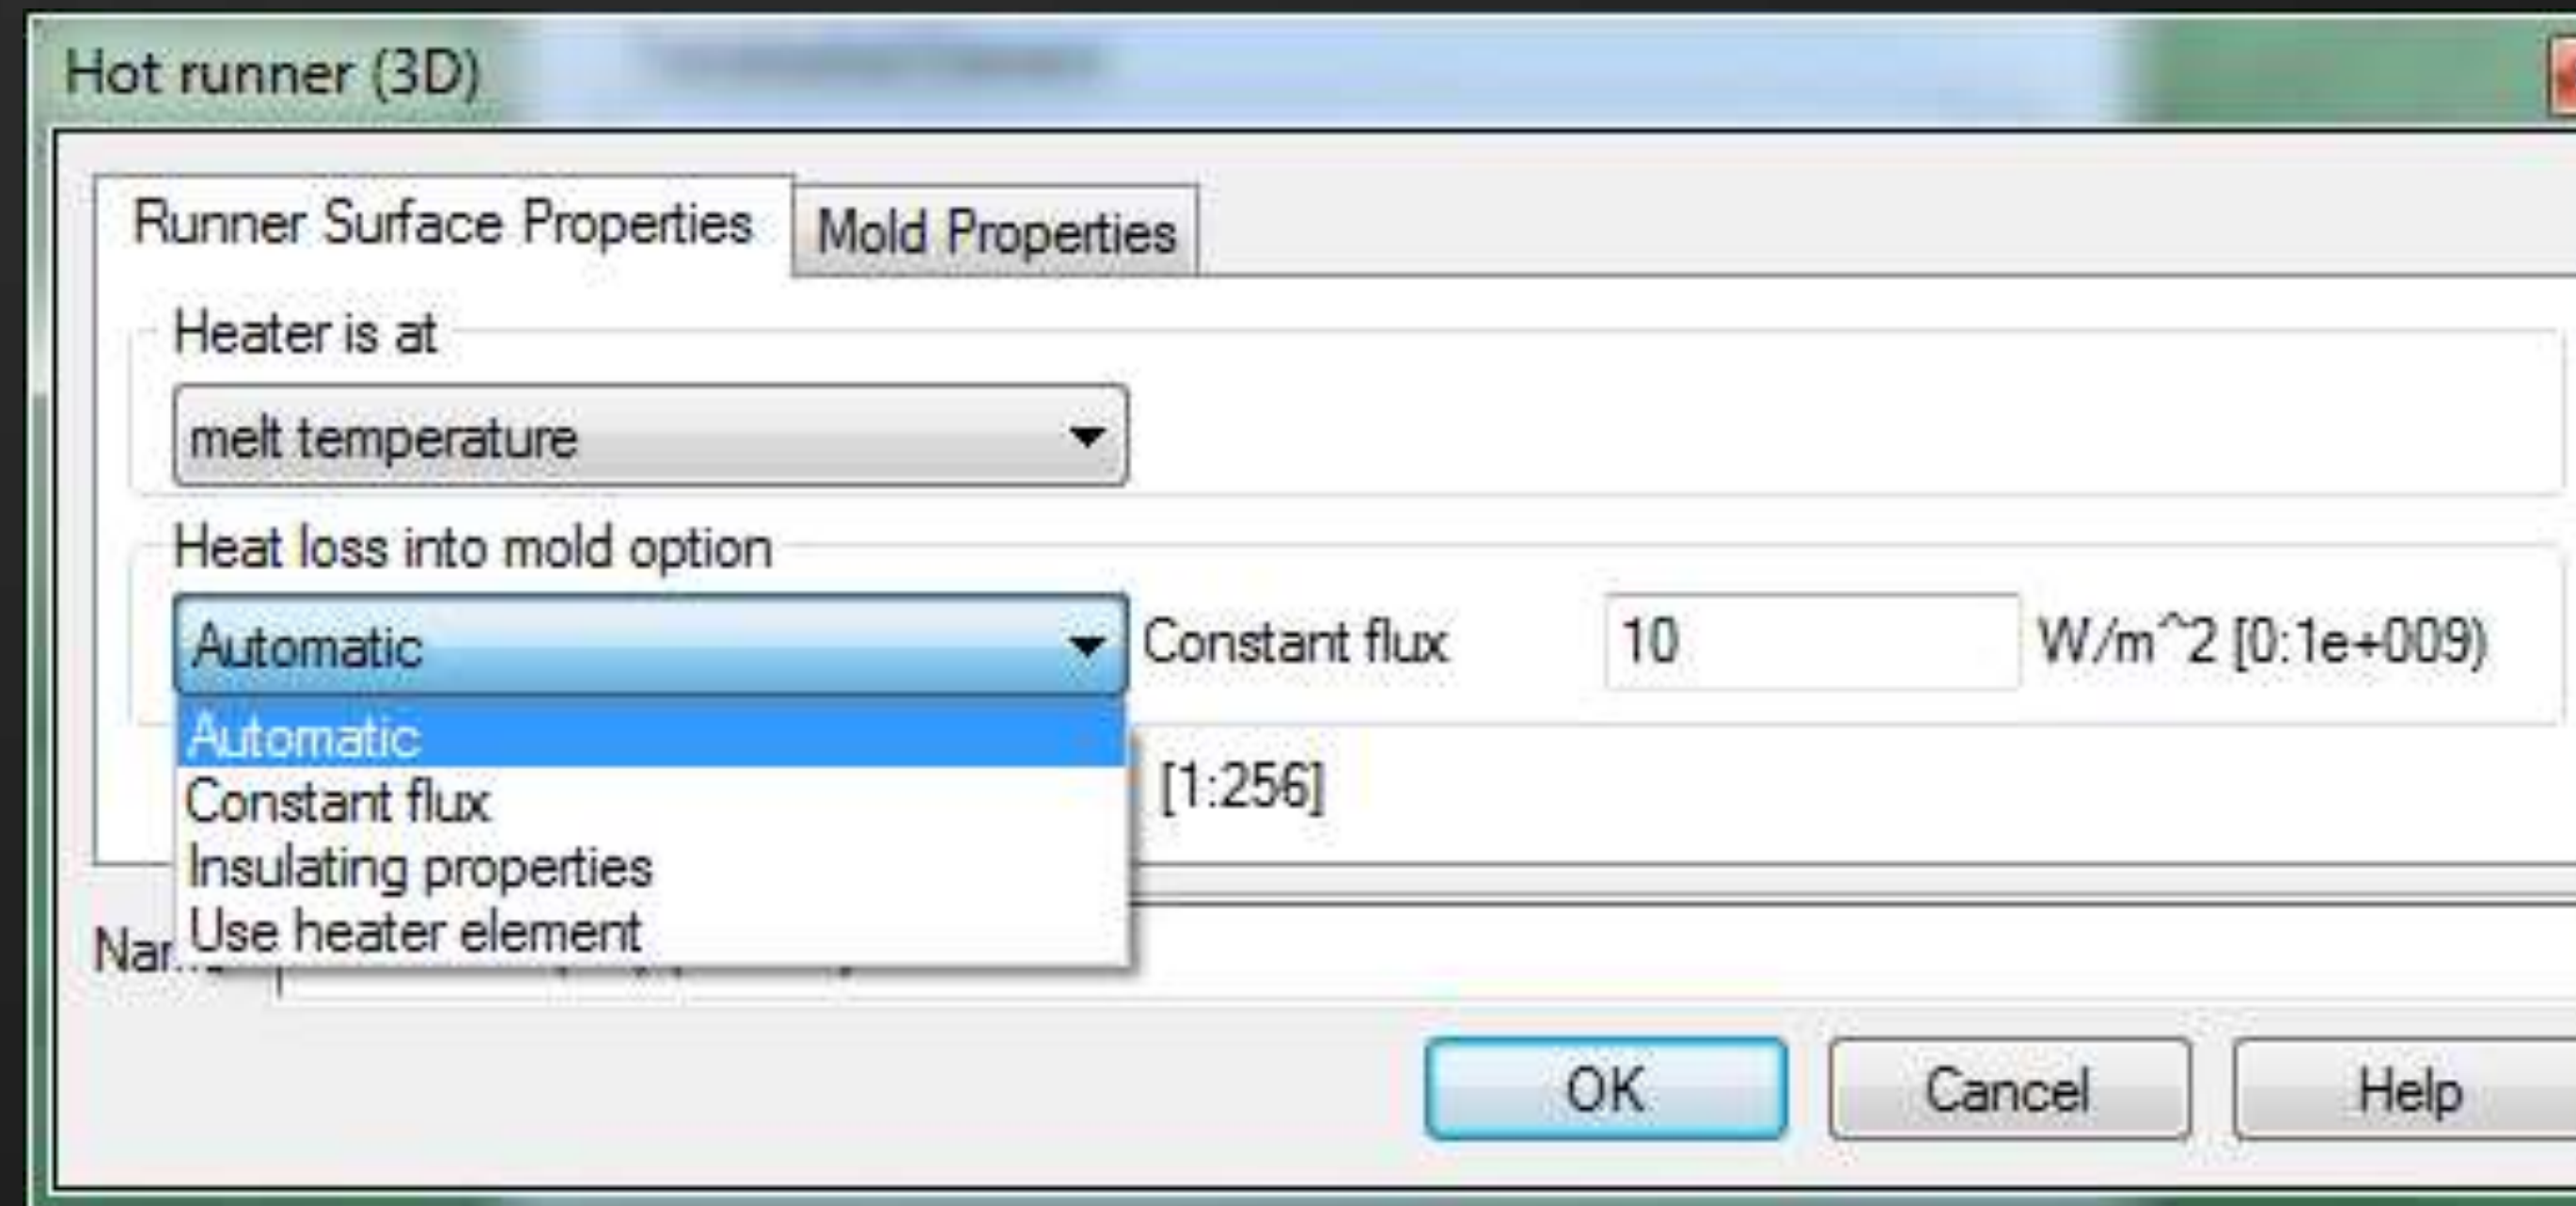 Hot runner (3D)
Runner Surface Properties
Mold Properties
Heater is at
melt temperature
Heat loss into mold option
Automatic
Constant flux
10
W/m^2 [0:1e+009)
Automatic
Constant flux
Insulating properties
Use heater element
[1:256]
OK
Cancel
Help